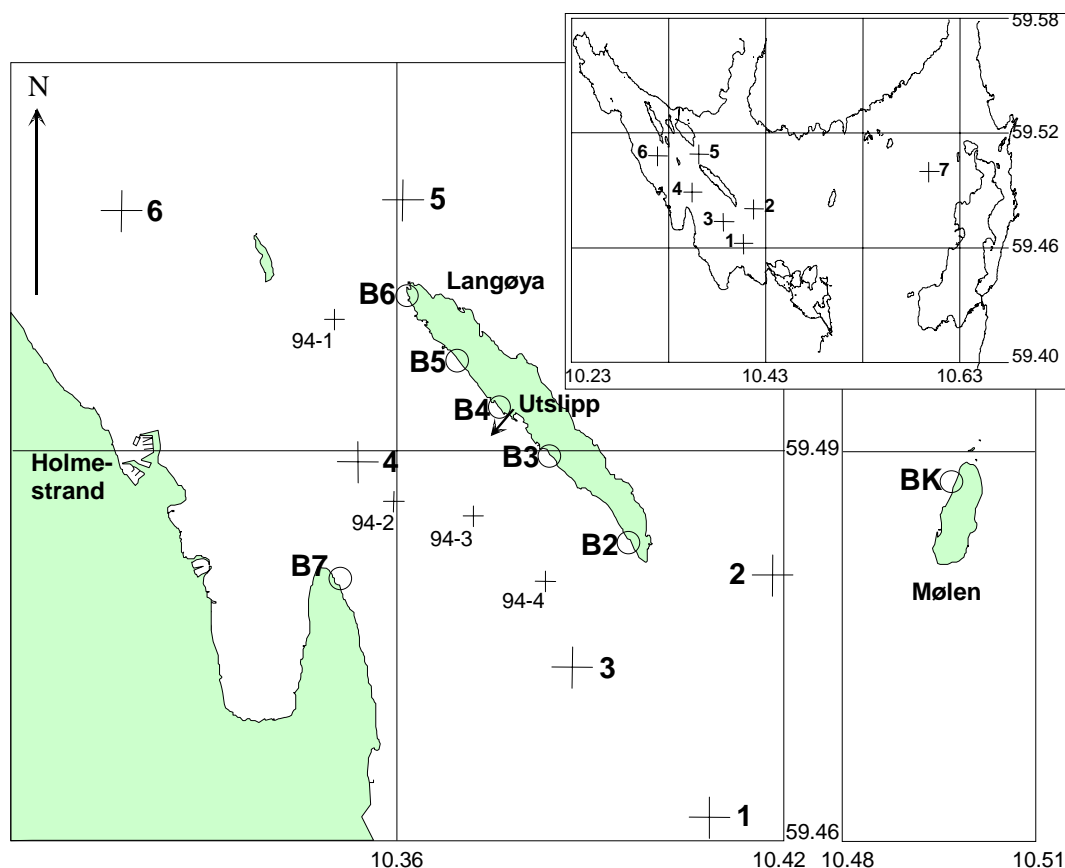 59.58
N
59.52
6
5
7
4
2
3
1
59.46
59.40
10.23
10.43
10.63
6
5
Langøya
B6
94-1
B5
B4
Utslipp
B3
59.49
Holme-
strand
4
BK
94-2
94-3
B2
B7
2
94-4
Mølen
3
1
59.46
10.36
10.42
10.48
10.51